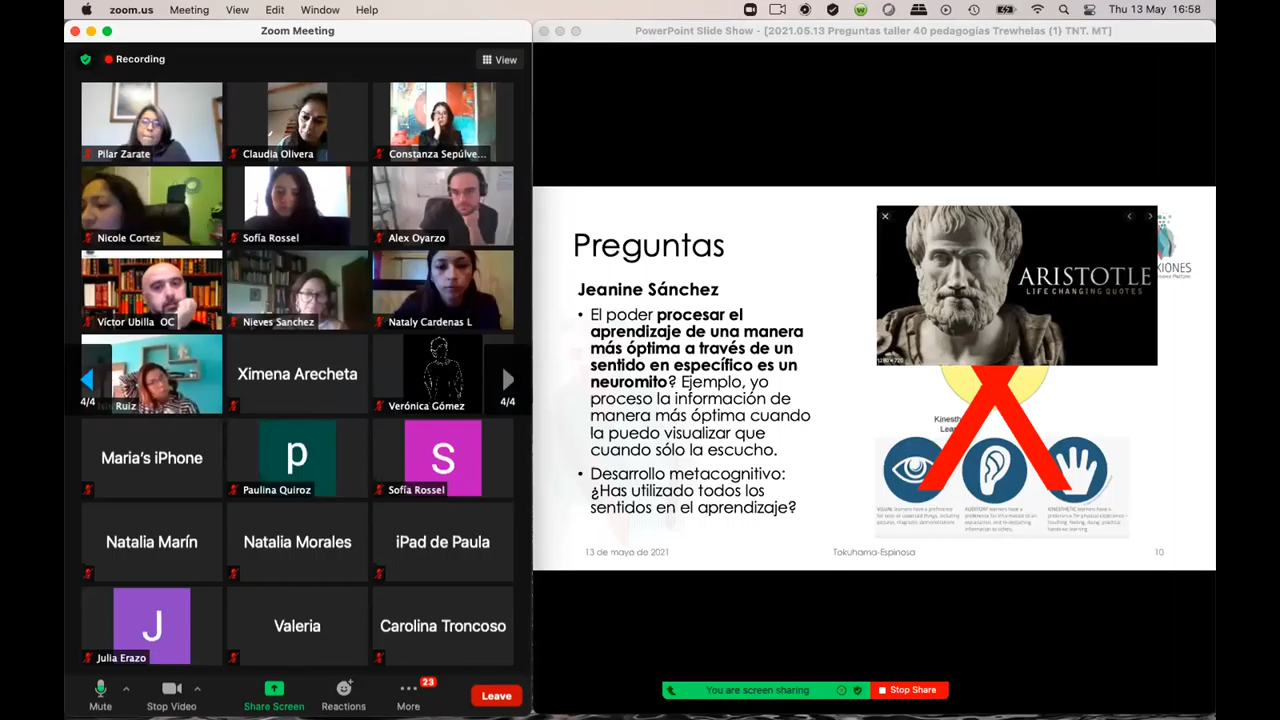 zoom.us Meeting View Edit Window Help
Thu 13 May 16:58
Zoom Meeting
PowerPoint Slide Show - [2021.05.13 Preguntas taller 40 pedagogías Trewhelas (1) TNT. MT]
Recording
View
Pilar Zarate
Claudia Olivera
Constanza Sepúlve...
Nicole Cortez
Sofía Rossel
Alex Oyarzo
Víctor Ubilla OC
Nieves Sanchez
Nataly Cardenas L
4/4
Ruiz
Ximena Arecheta
Verónica Gómez
4/4
Maria's iPhone
p
Paulina Quiroz
S
Sofía Rossel
Natalia Marín
Natalia Morales
iPad de Paula
J
Julia Erazo
Valeria
Carolina Troncoso
Mute
Stop Video
Share Screen
Reactions
23
More
Leave
Preguntas
Jeanine Sánchez
• El poder procesar el
aprendizaje de una manera
más óptima a través de un
sentido en específico es un
neuromito? Ejemplo, yo
proceso la información de
manera más óptima cuando
la puedo visualizar que
cuando sólo la escucho.
• Desarrollo metacognitivo:
¿Has utilizado todos los
sentidos en el aprendizaje?
ARISTOTLE
LIFE CHANGING QUOTES
1280 × 720
XIONES
13 de mayo de 2021
Tokuhama-Espinosa
10
You are screen sharing
Stop Share